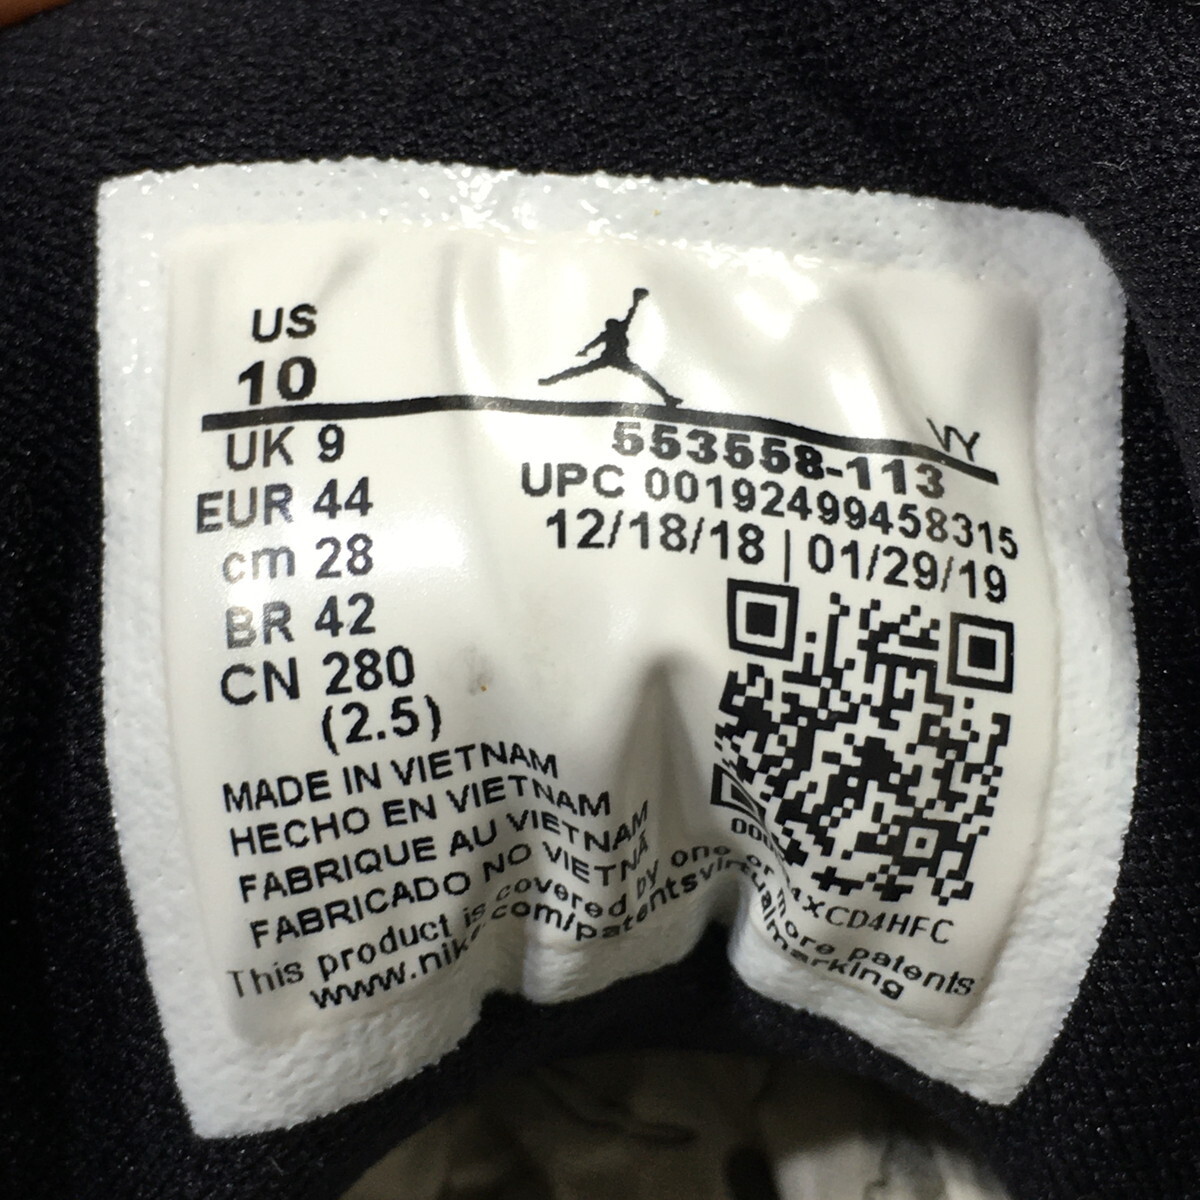 US
10
UK 9
EUR 44
cm 28
BR 42
CN 280
(2.5)
VY
553558-113
UPC 00192499458315
12/18/18 | 01/29/19
MADE IN VIETNAM
HECHO EN VIETNAM
FABRIQUE AU VIETNAM
FABRICADO NO VIETNÃ
4XCD4HFC
This product is covered by one or more patents
www.nike.com/patentsvirtualmarking